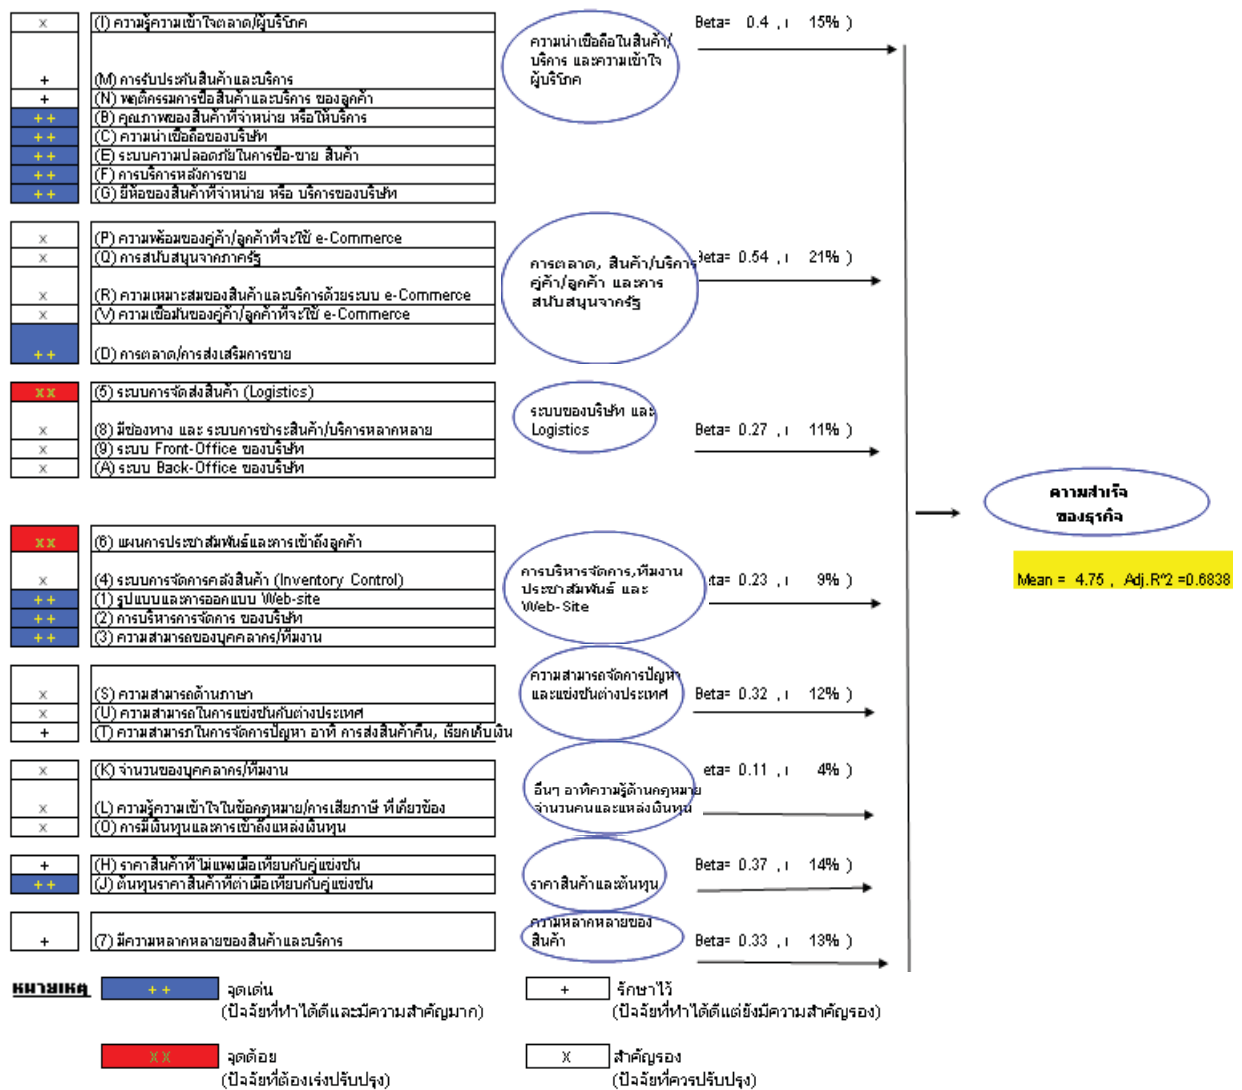 x (I) ความรู้ความเข้าใจตลาด/ผู้บริโภค
+ (M) การรับประกันสินค้าและบริการ
+ (N) พฤติกรรมการซื้อสินค้าและบริการ ของลูกค้า
++ (B) คุณภาพของสินค้าที่จำหน่าย หรือให้บริการ
++ (C) ความน่าเชื่อถือของบริษัท
++ (E) ระบบความปลอดภัยในการซื้อ-ขาย สินค้า
++ (F) การบริการหลังการขาย
++ (G) ยี่ห้อของสินค้าที่จำหน่าย หรือ บริการของบริษัท
ความน่าเชื่อถือในสินค้า/
บริการ และความเข้าใจ
ผู้บริโภค
Beta= 0.4 , ı 15% )
x (P) ความพร้อมของคู่ค้า/ลูกค้าที่จะใช้ e-Commerce
x (Q) การสนับสนุนจากภาครัฐ
x (R) ความเหมาะสมของสินค้าและบริการด้วยระบบ e-Commerce
x (V) ความเชื่อมั่นของคู่ค้า/ลูกค้าที่จะใช้ e-Commerce
++ (D) การตลาด/การส่งเสริมการขาย
การตลาด, สินค้า/บริการ
คู่ค้า/ลูกค้า และการ
สนับสนุนจากรัฐ
Beta= 0.54 , ı 21% )
xx (5) ระบบการจัดส่งสินค้า (Logistics)
x (8) มีช่องทาง และ ระบบการชำระสินค้า/บริการหลากหลาย
x (9) ระบบ Front-Office ของบริษัท
x (A) ระบบ Back-Office ของบริษัท
ระบบของบริษัท และ
Logistics
Beta= 0.27 , ı 11% )
ความสำเร็จ
ของธุรกิจ
Mean = 4.75 , Adj.R^2 =0.6838
xx (6) แผนการประชาสัมพันธ์และการเข้าถึงลูกค้า
x (4) ระบบการจัดการคลังสินค้า (Inventory Control)
++ (1) รูปแบบและการออกแบบ Web-site
++ (2) การบริหารการจัดการ ของบริษัท
++ (3) ความสามารถของบุคคลากร/ทีมงาน
การบริหารจัดการ,ทีมงาน
ประชาสัมพันธ์ และ
Web-Site
ta= 0.23 , ı 9% )
x (S) ความสามารถด้านภาษา
x (U) ความสามารถในการแข่งขันกับต่างประเทศ
+ (T) ความสามารถในการจัดการปัญหา อาทิ การส่งสินค้าคืน, เรียกเก็บเงิน
ความสามารถจัดการปัญหา
และแข่งขันต่างประเทศ
Beta= 0.32 , ı 12% )
x (K) จำนวนของบุคคลากร/ทีมงาน
x (L) ความรู้ความเข้าใจในข้อกฎหมาย/การเสียภาษี ที่เกี่ยวข้อง
x (O) การมีเงินทุนและการเข้าถึงแหล่งเงินทุน
อื่นๆ อาทิความรู้ด้านกฎหมาย
จำนวนคนและแหล่งเงินทุน
eta= 0.11 , ı 4% )
+ (H) ราคาสินค้าที่ไม่แพงเมื่อเทียบกับคู่แข่งขัน
++ (J) ต้นทุนราคาสินค้าที่ต่ำเมื่อเทียบกับคู่แข่งขัน
ราคาสินค้าและต้นทุน
Beta= 0.37 , ı 14% )
+ (7) มีความหลากหลายของสินค้าและบริการ
ความหลากหลายของ
สินค้า
Beta= 0.33 , ı 13% )
หมายเหตุ ++ จุดเด่น
(ปัจจัยที่ทำได้ดีและมีความสำคัญมาก)
+ รักษาไว้
(ปัจจัยที่ทำได้ดีแต่ยังมีความสำคัญรอง)
XX จุดด้อย
(ปัจจัยที่ต้องเร่งปรับปรุง)
X สำคัญรอง
(ปัจจัยที่ควรปรับปรุง)